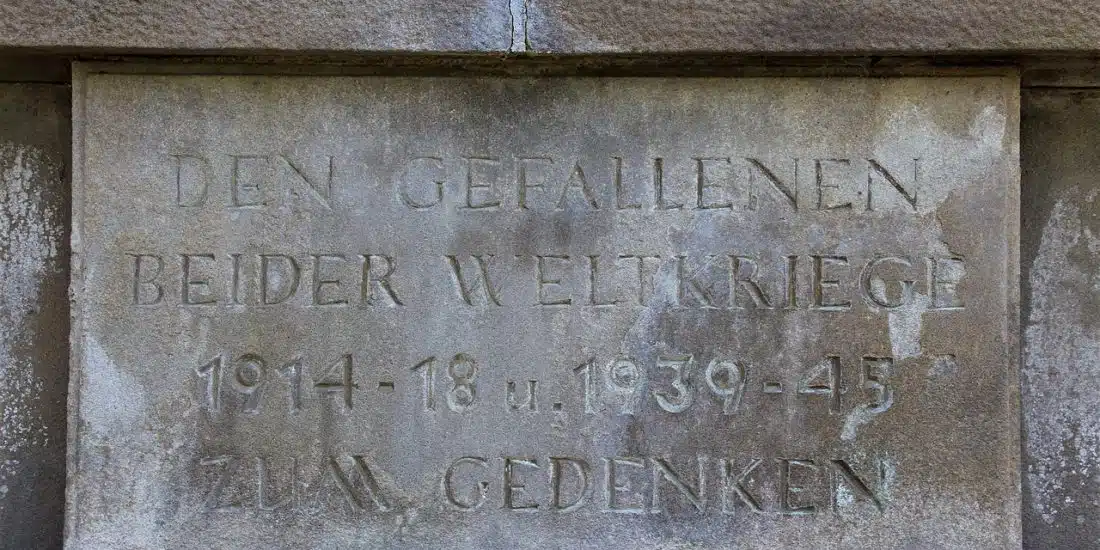 DEN GEFALLENEN
BEIDER WELTKRIEGE
1914-18 u. 1939-45
ZUM GEDENKEN